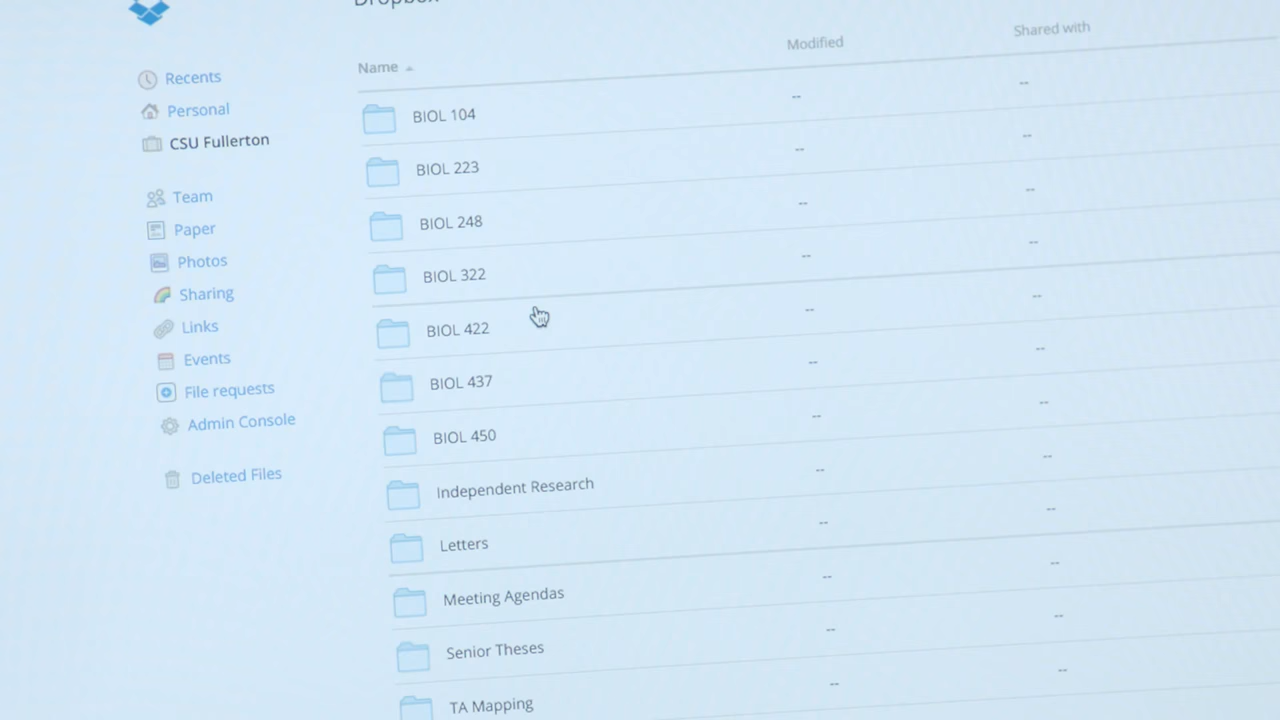 Dropbox
Name Modified Shared with
Recents
Personal
CSU Fullerton
Team
Paper
Photos
Sharing
Links
Events
File requests
Admin Console
Deleted Files
BIOL 104 -- --
BIOL 223 -- --
BIOL 248 -- --
BIOL 322 -- --
BIOL 422 -- --
BIOL 437 -- --
BIOL 450 -- --
Independent Research -- --
Letters -- --
Meeting Agendas -- --
Senior Theses -- --
TA Mapping -- --